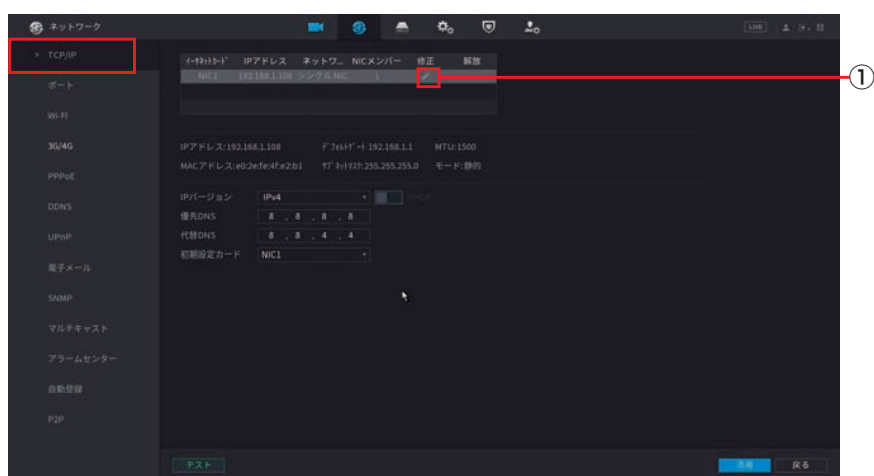 ネットワーク LIVE
TCP/IP
ポート
Wi-Fi
3G/4G
PPPoE
DDNS
UPnP
電子メール
SNMP
マルチキャスト
アラームセンター
自動登録
P2P
ｲｰｻﾈｯﾄｶｰﾄﾞ IPアドレス ネットワ... NICメンバー 修正 解放
NIC1 192.168.1.108 シングルNIC 1
①
IPアドレス:192.168.1.108 ﾃﾞﾌｫﾙﾄｹﾞｰﾄ 192.168.1.1 MTU:1500
MACアドレス:e0:2e:fe:4f:e2:b1 ｻﾌﾞﾈｯﾄﾏｽｸ:255.255.255.0 モード:静的
IPバージョン IPv4
優先DNS 8 . 8 . 8 . 8
代替DNS 8 . 8 . 4 . 4
初期設定カード NIC1
テスト 適用 戻る